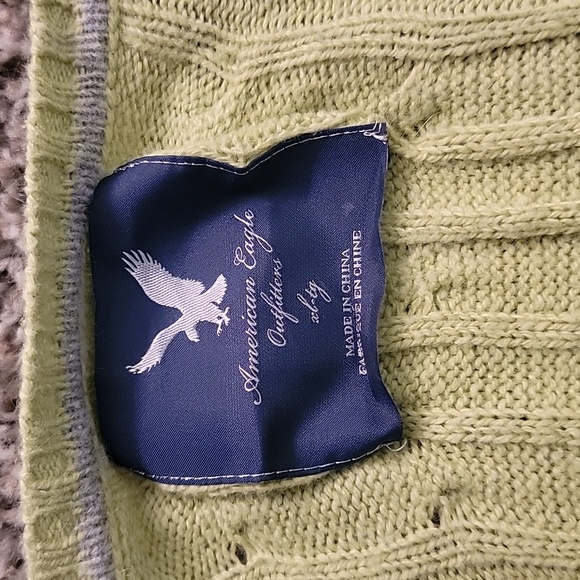 American Eagle
Outfitters
xl-tg
MADE IN CHINA
FABRIQUÉ EN CHINE